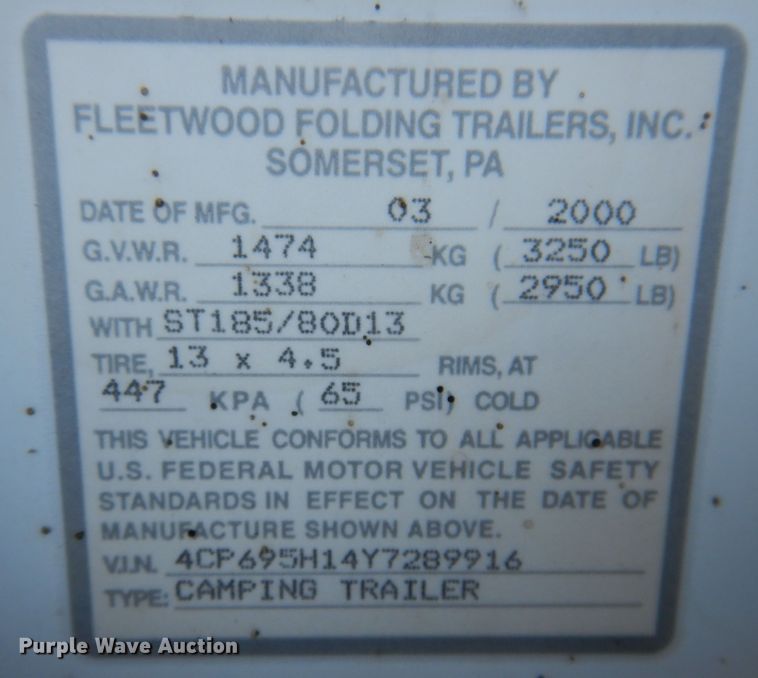 MANUFACTURED BY
FLEETWOOD FOLDING TRAILERS, INC.
SOMERSET, PA
DATE OF MFG. 03 / 2000
G.V.W.R. 1474 KG ( 3250 LB)
G.A.W.R. 1338 KG ( 2950 LB)
WITH ST185/80D13
TIRE, 13 x 4.5 RIMS, AT
447 KPA ( 65 PSI) COLD
THIS VEHICLE CONFORMS TO ALL APPLICABLE
U.S. FEDERAL MOTOR VEHICLE SAFETY
STANDARDS IN EFFECT ON THE DATE OF
MANUFACTURE SHOWN ABOVE.
V.I.N. 4CP695H14Y7289916
TYPE: CAMPING TRAILER
Purple Wave Auction